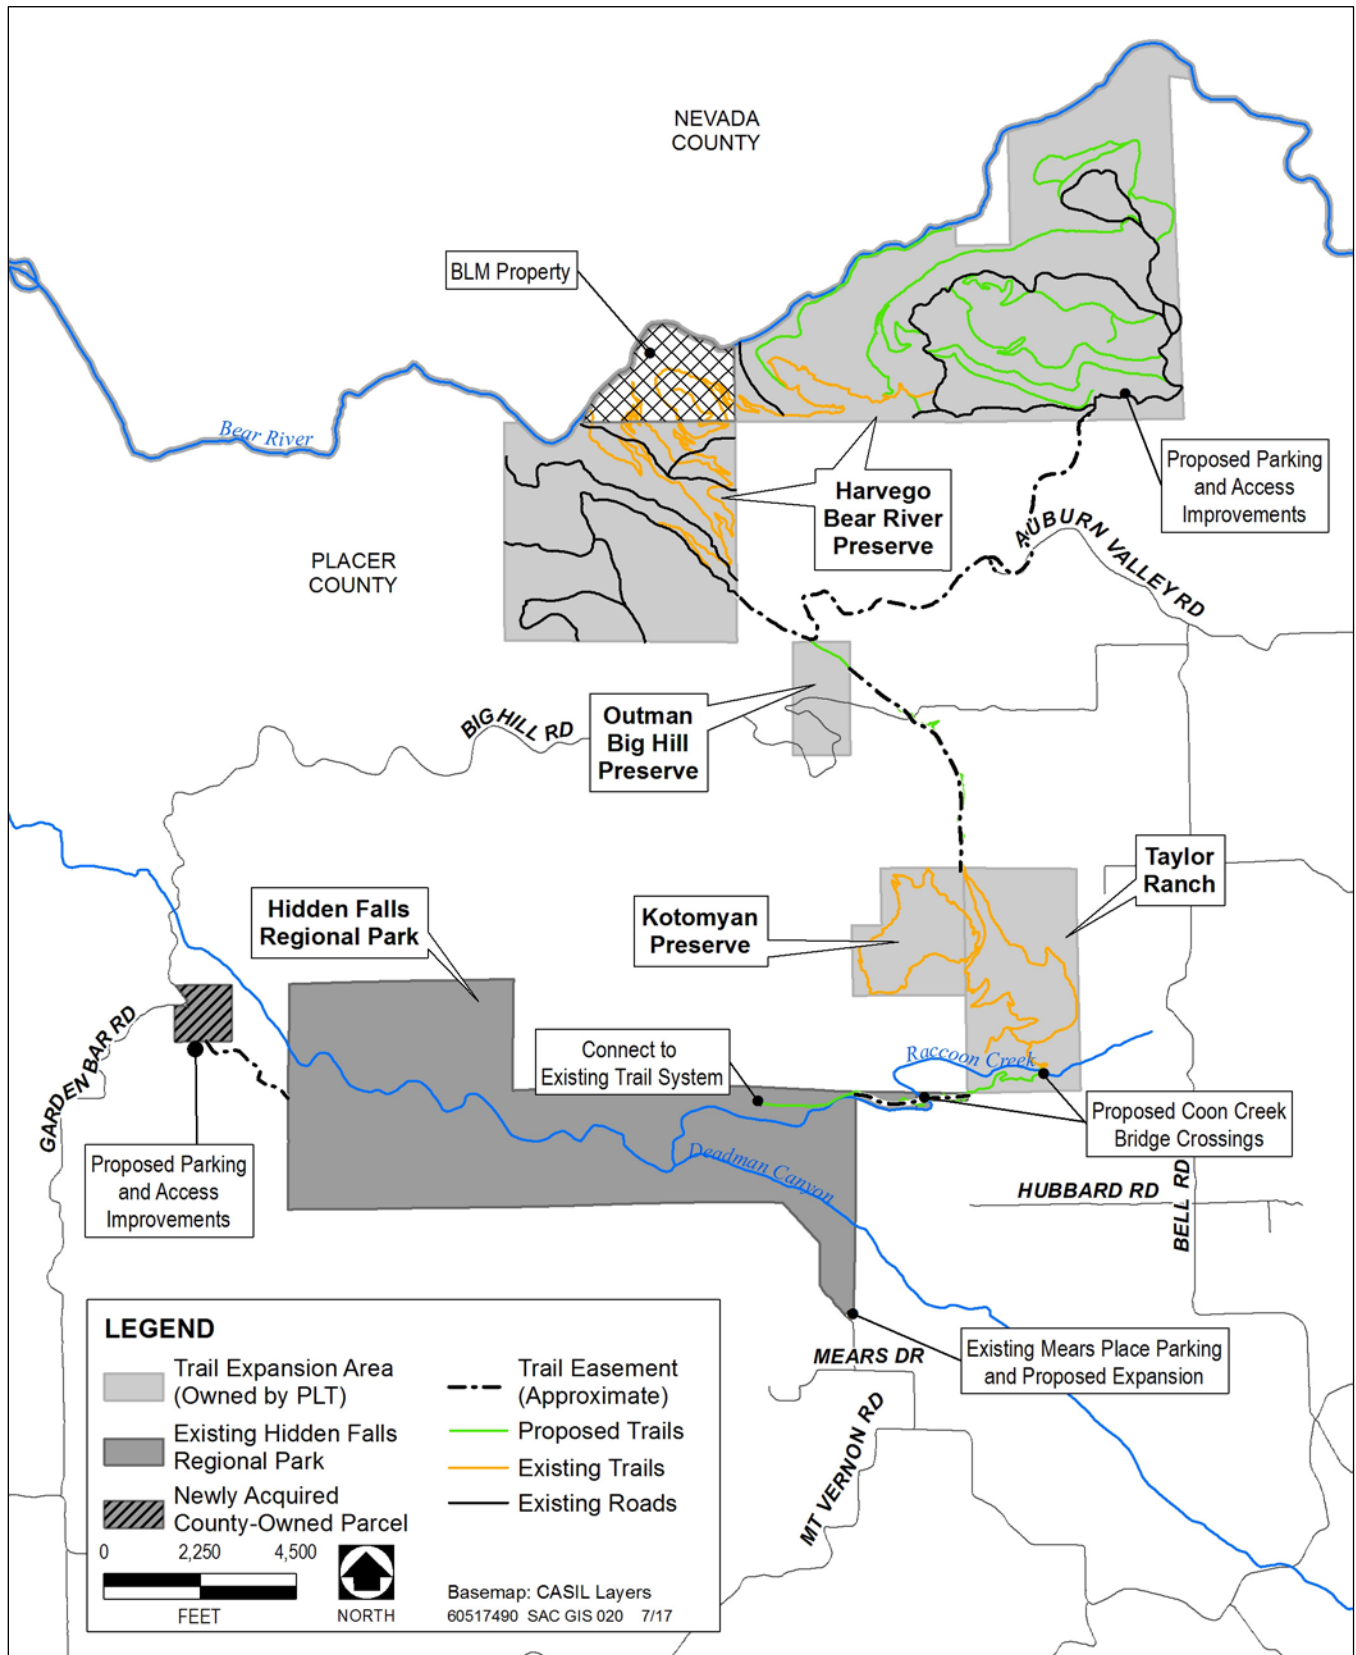 NEVADA
COUNTY
BLM Property
Bear River
Harvego
Bear River
Preserve
Proposed Parking
and Access
Improvements
AUBURN VALLEY RD
PLACER
COUNTY
BIG HILL RD
Outman
Big Hill
Preserve
Taylor
Ranch
Hidden Falls
Regional Park
Kotomyan
Preserve
GARDEN BAR RD
Connect to
Existing Trail System
Raccoon Creek
Proposed Coon Creek
Bridge Crossings
Deadman Canyon
Proposed Parking
and Access
Improvements
HUBBARD RD
BELL RD
Existing Mears Place Parking
and Proposed Expansion
MEARS DR
MT VERNON RD
LEGEND
Trail Expansion Area
(Owned by PLT)
Existing Hidden Falls
Regional Park
Newly Acquired
County-Owned Parcel
Trail Easement
(Approximate)
Proposed Trails
Existing Trails
Existing Roads
0 2,250 4,500
FEET
NORTH
Basemap: CASIL Layers
60517490 SAC GIS 020 7/17